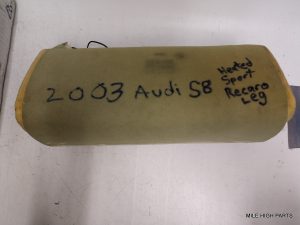 2003 Audi S8
Heated
Sport
Recaro
Leg
MILE HIGH PARTS